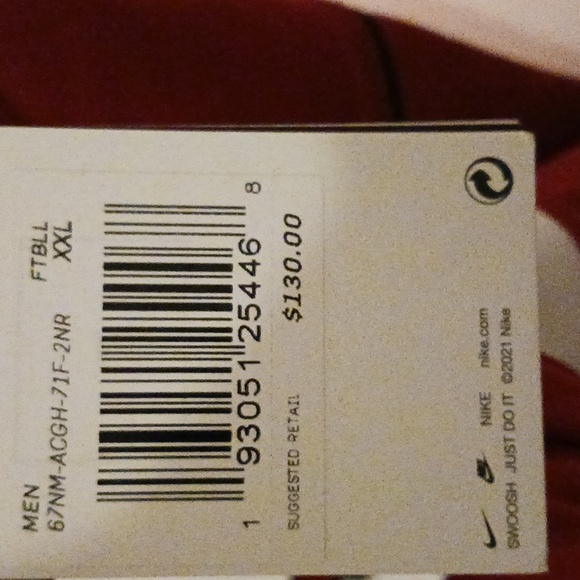 MEN FTBLL
67NM-ACGH-71F-2NR XXL
1 93051 25446 8
SUGGESTED RETAIL $130.00
NIKE nike.com
SWOOSH JUST DO IT ©2021 Nike